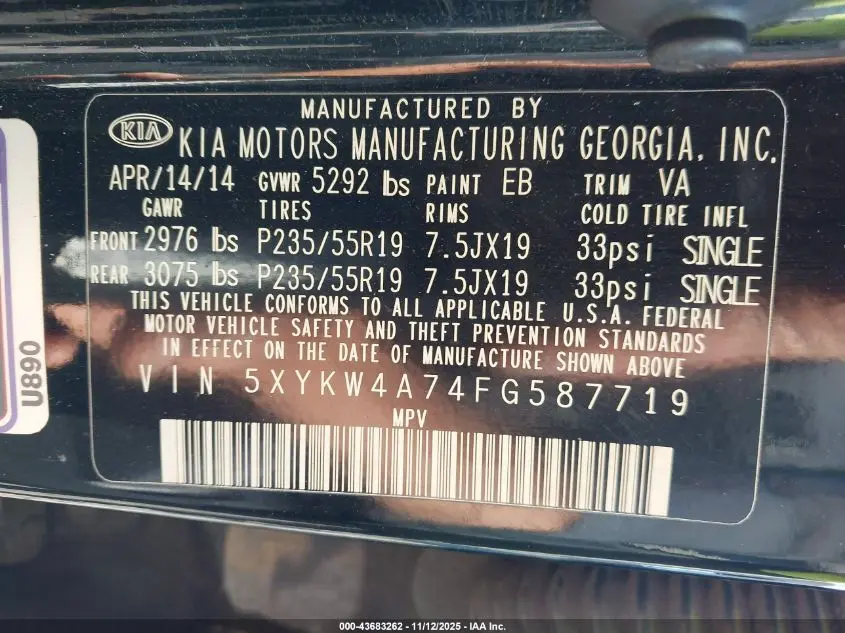 MANUFACTURED BY
KIA KIA MOTORS MANUFACTURING GEORGIA, INC.
APR/14/14 GVWR 5292 lbs PAINT EB TRIM VA
GAWR TIRES RIMS COLD TIRE INFL
FRONT 2976 lbs P235/55R19 7.5JX19 33psi SINGLE
REAR 3075 lbs P235/55R19 7.5JX19 33psi SINGLE
THIS VEHICLE CONFORMS TO ALL APPLICABLE U.S.A. FEDERAL
MOTOR VEHICLE SAFETY AND THEFT PREVENTION STANDARDS
IN EFFECT ON THE DATE OF MANUFACTURE SHOWN ABOVE
VIN 5XYKW4A74FG587719
MPV
U890
000-43683262 - 11/12/2025 - IAA Inc.